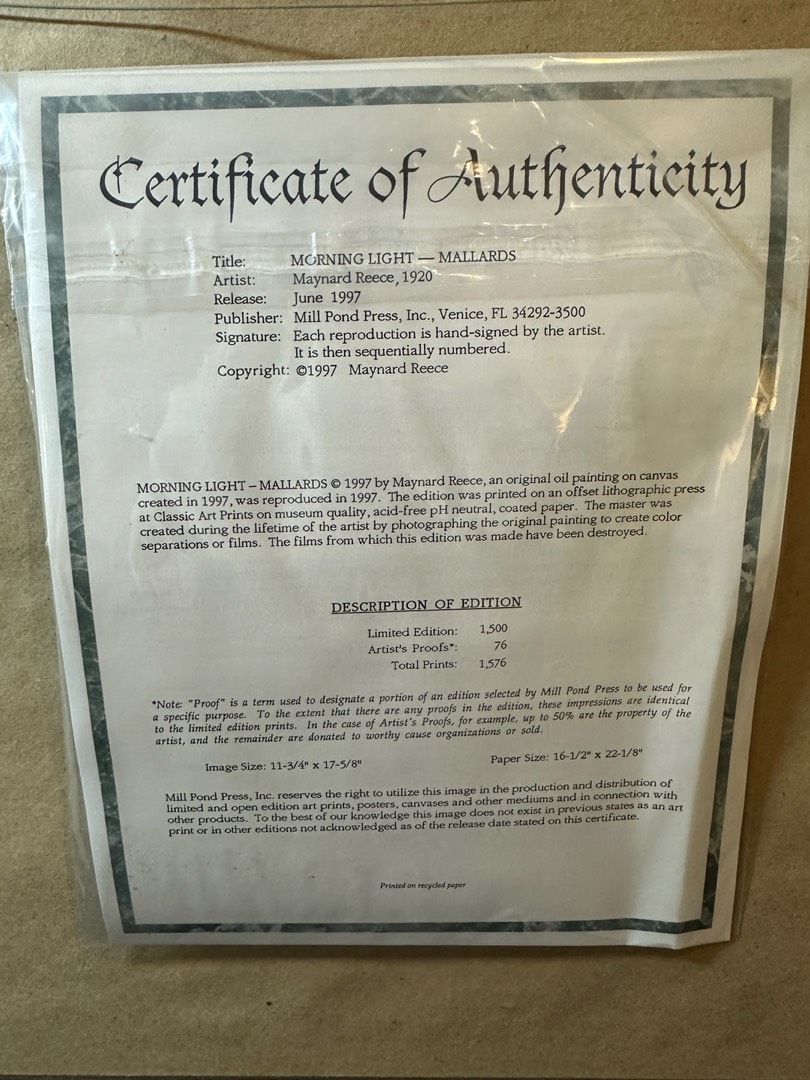 Certificate of Authenticity
Title: MORNING LIGHT — MALLARDS
Artist: Maynard Reece, 1920
Release: June 1997
Publisher: Mill Pond Press, Inc., Venice, FL 34292-3500
Signature: Each reproduction is hand-signed by the artist.
It is then sequentially numbered.
Copyright: ©1997 Maynard Reece
MORNING LIGHT – MALLARDS © 1997 by Maynard Reece, an original oil painting on canvas
created in 1997, was reproduced in 1997. The edition was printed on an offset lithographic press
at Classic Art Prints on museum quality, acid-free pH neutral, coated paper. The master was
created during the lifetime of the artist by photographing the original painting to create color
separations or films. The films from which this edition was made have been destroyed.
DESCRIPTION OF EDITION
Limited Edition: 1,500
Artist's Proofs*: 76
Total Prints: 1,576
*Note: "Proof" is a term used to designate a portion of an edition selected by Mill Pond Press to be used for
a specific purpose. To the extent that there are any proofs in the edition, these impressions are identical
to the limited edition prints. In the case of Artist's Proofs, for example, up to 50% are the property of the
artist, and the remainder are donated to worthy cause organizations or sold.
Image Size: 11-3/4" x 17-5/8" Paper Size: 16-1/2" x 22-1/8"
Mill Pond Press, Inc. reserves the right to utilize this image in the production and distribution of
limited and open edition art prints, posters, canvases and other mediums and in connection with
other products. To the best of our knowledge this image does not exist in previous states as an art
print or in other editions not acknowledged as of the release date stated on this certificate.
Printed on recycled paper